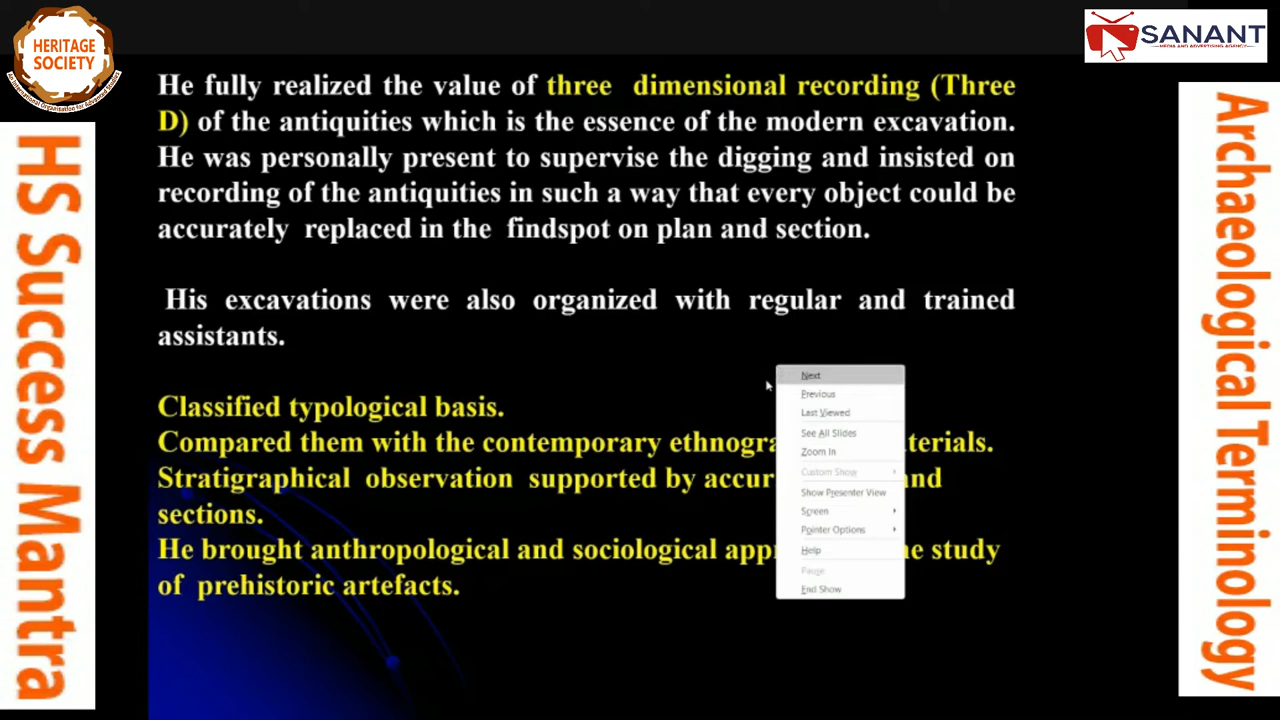 HERITAGE
SOCIETY
SANANT
MEDIA AND ADVERTISING AGENCY
HS Success Mantra
Archaeological Terminology
He fully realized the value of three dimensional recording (Three
D) of the antiquities which is the essence of the modern excavation.
He was personally present to supervise the digging and insisted on
recording of the antiquities in such a way that every object could be
accurately replaced in the findspot on plan and section.
His excavations were also organized with regular and trained
assistants.
Classified typological basis.
Compared them with the contemporary
Stratigraphical observation supported by and
sections.
He brought anthropological and sociological study
of prehistoric artefacts.
Next
Previous
Last Viewed
See All Slides
Zoom In
Custom Show
Show Presenter View
Screen
Pointer Options
Help
Pause
End Show